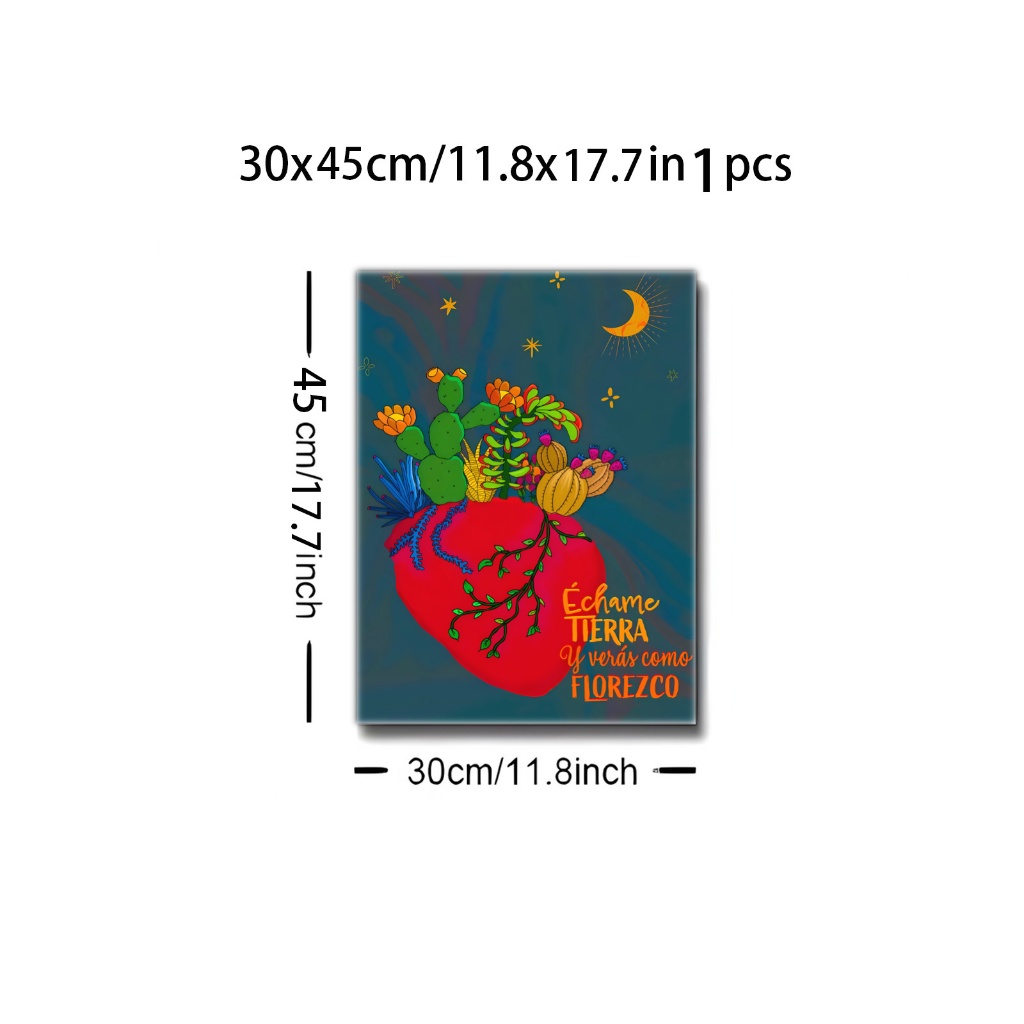 30x45cm/11.8x17.7in 1 pcs
45 cm/17.7inch
Échame
TIERRA
Y verás como
FLOREZCO
30cm/11.8inch